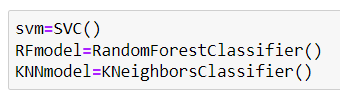 svm=SVC()
RFmodel=RandomForestClassifier()
KNNmodel=KNeighborsClassifier()